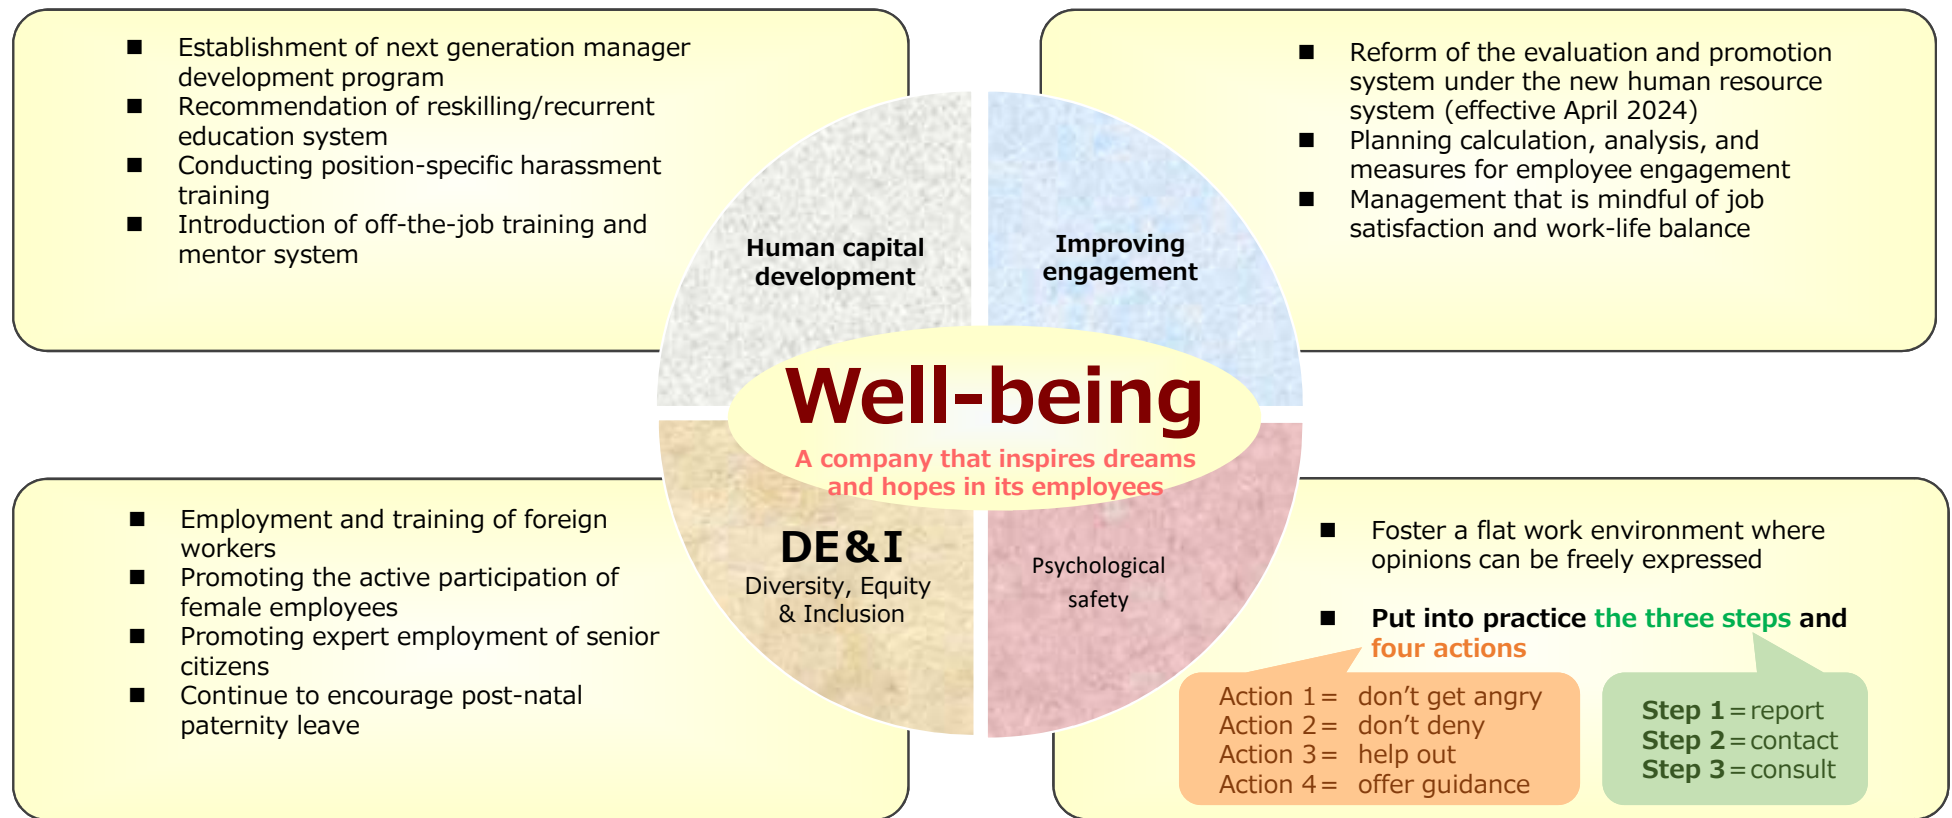 ■ Establishment of next generation manager
development program
■ Recommendation of reskilling/recurrent
education system
■ Conducting position-specific harassment
training
■ Introduction of off-the-job training and
mentor system
■ Reform of the evaluation and promotion
system under the new human resource
system (effective April 2024)
■ Planning calculation, analysis, and
measures for employee engagement
■ Management that is mindful of job
satisfaction and work-life balance
Human capital
development
Improving
engagement
Well-being
A company that inspires dreams
and hopes in its employees
DE&I
Diversity, Equity
& Inclusion
Psychological
safety
■ Employment and training of foreign
workers
■ Promoting the active participation of
female employees
■ Promoting expert employment of senior
citizens
■ Continue to encourage post-natal
paternity leave
■ Foster a flat work environment where
opinions can be freely expressed
■ Put into practice the three steps and
four actions
Action 1= don’t get angry
Action 2= don’t deny
Action 3= help out
Action 4= offer guidance
Step 1=report
Step 2=contact
Step 3=consult